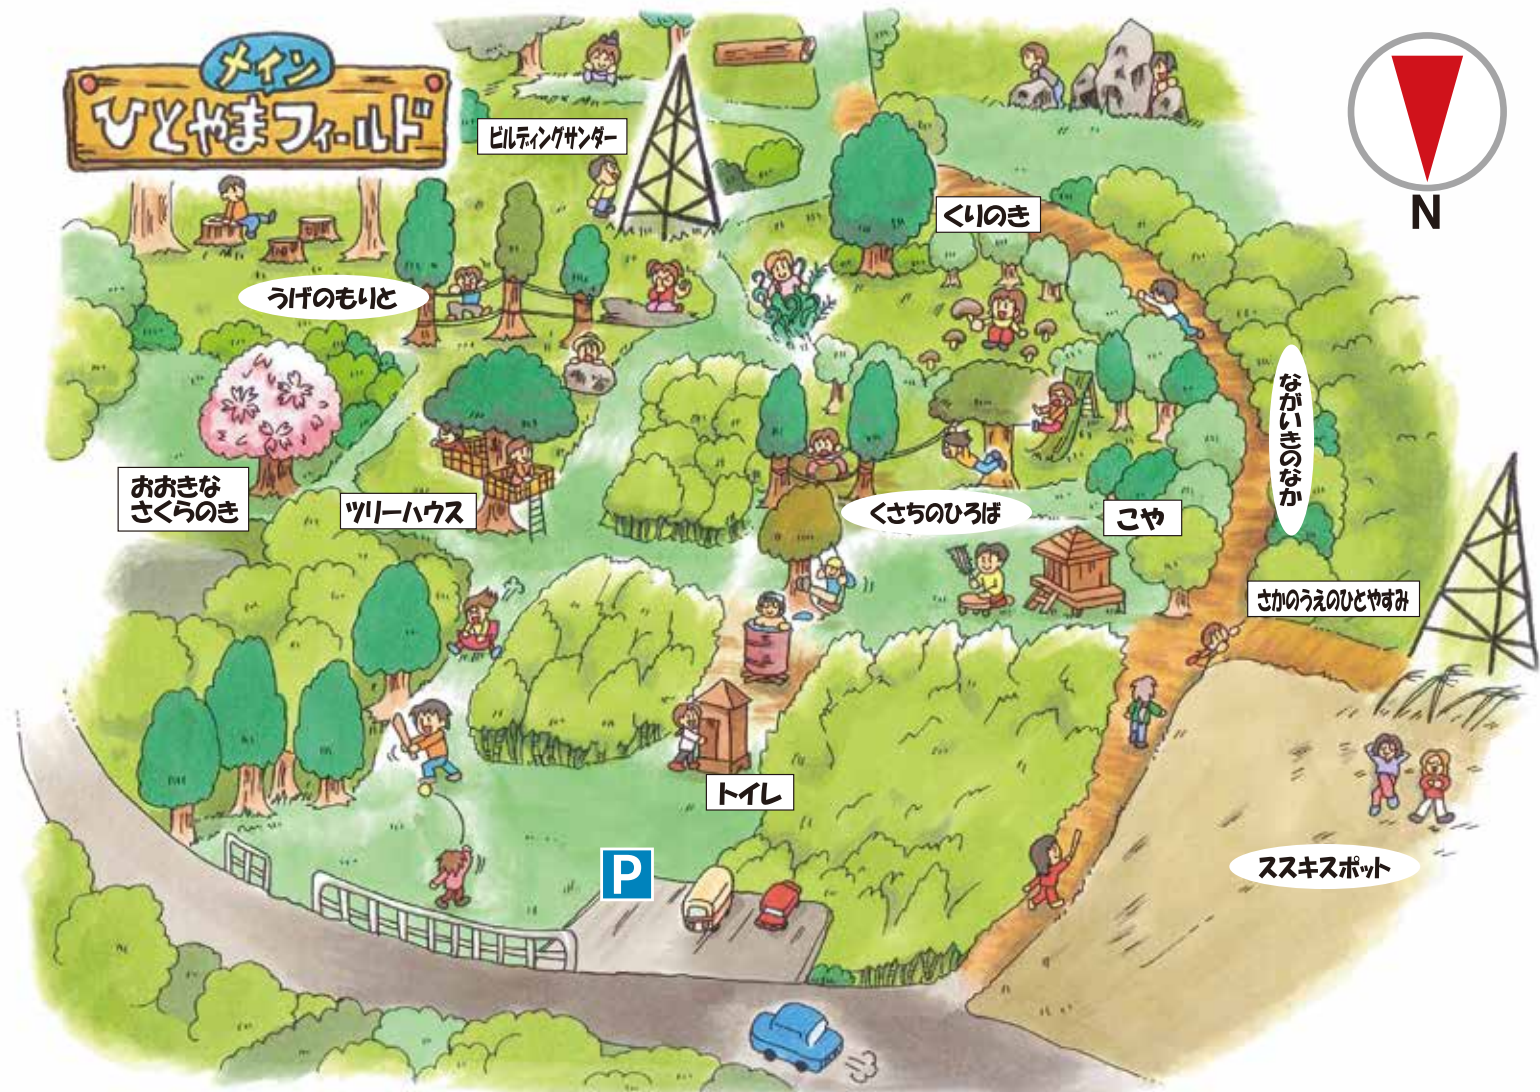 メイン
ひとやまフィールド
N
ビルディングサンダー
くりのき
うげのもりと
ながいきのなか
おおきな
さくらのき
ツリーハウス
くさちのひろば
こや
さかのうえのひとやすみ
トイレ
P
ススキスポット